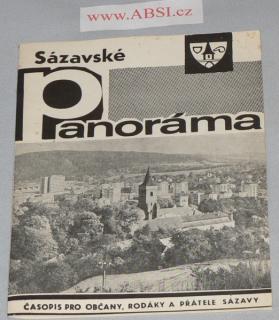 www.ABSI.cz
Sázavské
Panoráma
ČASOPIS PRO OBČANY, RODÁKY A PŘÁTELE SÁZAVY